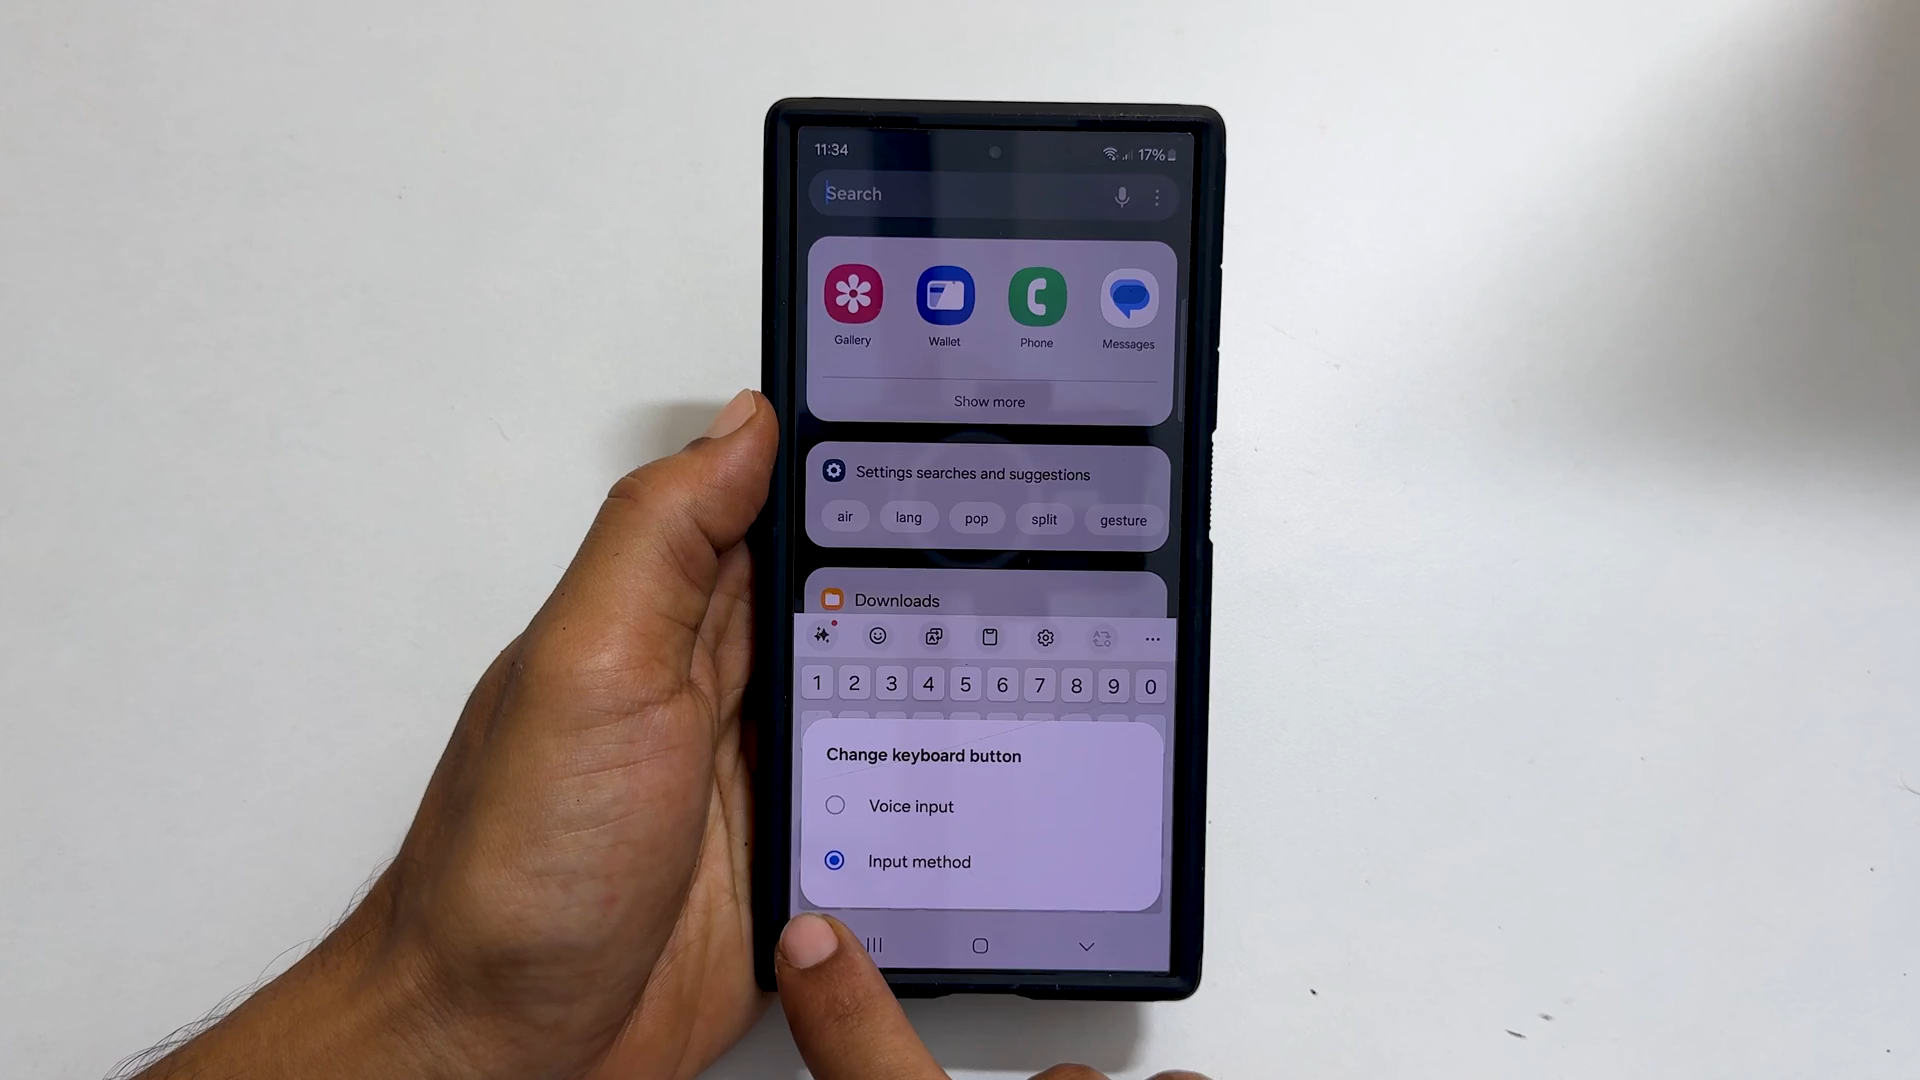 11:34
17%
Search
Gallery Wallet Phone Messages
Show more
Settings searches and suggestions
air lang pop split gesture
Downloads
1 2 3 4 5 6 7 8 9 0
Change keyboard button
Voice input
Input method